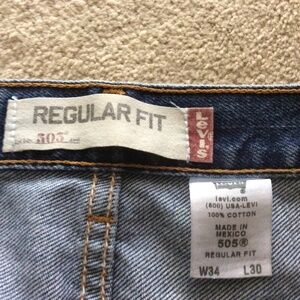 REGULAR FIT
505
Levi's
levi.com
(800) USA-LEVI
100% COTTON
MADE IN
MEXICO
505®
REGULAR FIT
W34 L30